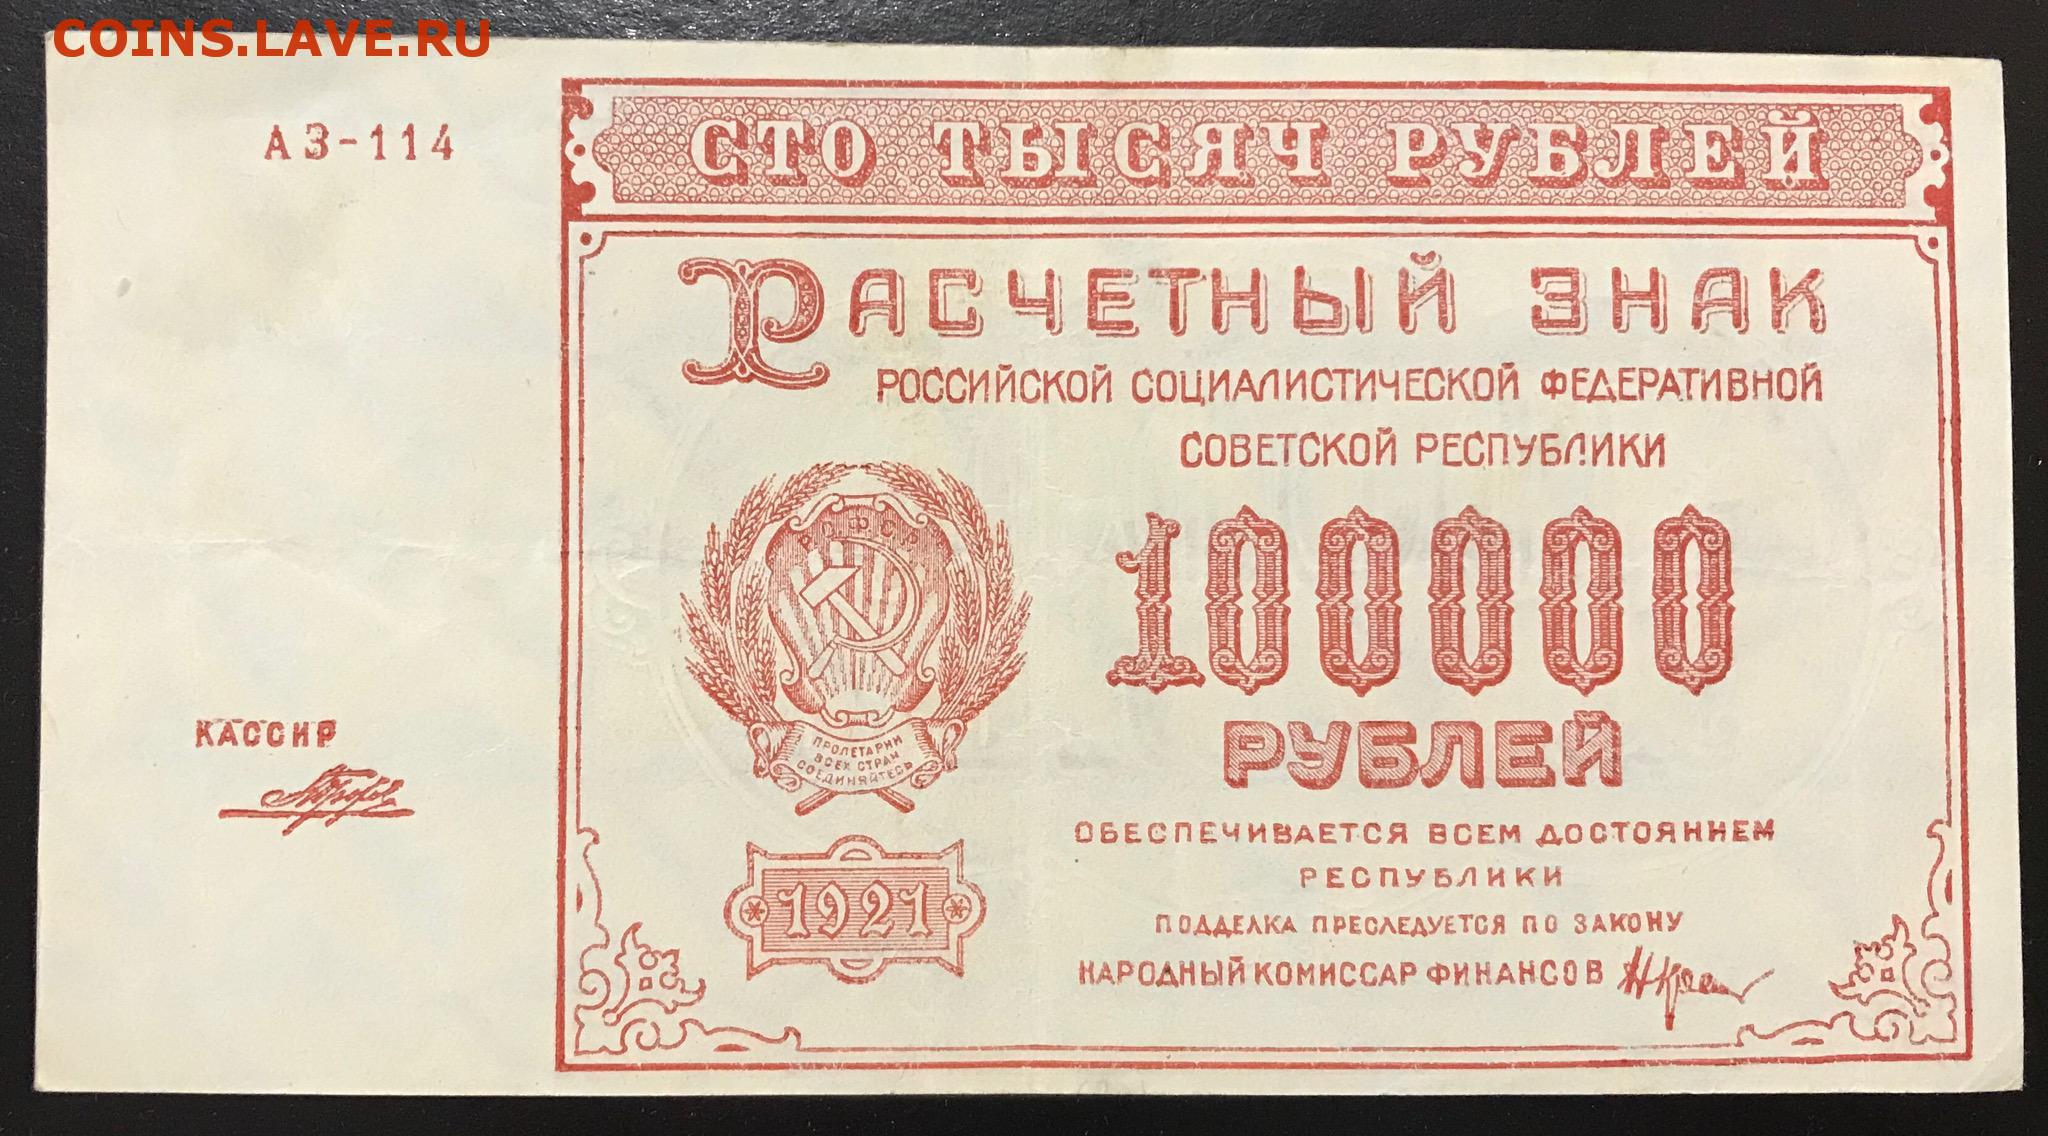 COINS.LAVE.RU
АЗ-114
СТО ТЫСЯЧ РУБЛЕЙ
РАСЧЕТНЫЙ ЗНАК
РОССИЙСКОЙ СОЦИАЛИСТИЧЕСКОЙ ФЕДЕРАТИВНОЙ
СОВЕТСКОЙ РЕСПУБЛИКИ
Р.С.Ф.С.Р.
100000
РУБЛЕЙ
ПРОЛЕТАРИИ
ВСЕХ СТРАН
СОЕДИНЯЙТЕСЬ
КАССИР
1921
ОБЕСПЕЧИВАЕТСЯ ВСЕМ ДОСТОЯНИЕМ
РЕСПУБЛИКИ
ПОДДЕЛКА ПРЕСЛЕДУЕТСЯ ПО ЗАКОНУ
НАРОДНЫЙ КОМИССАР ФИНАНСОВ